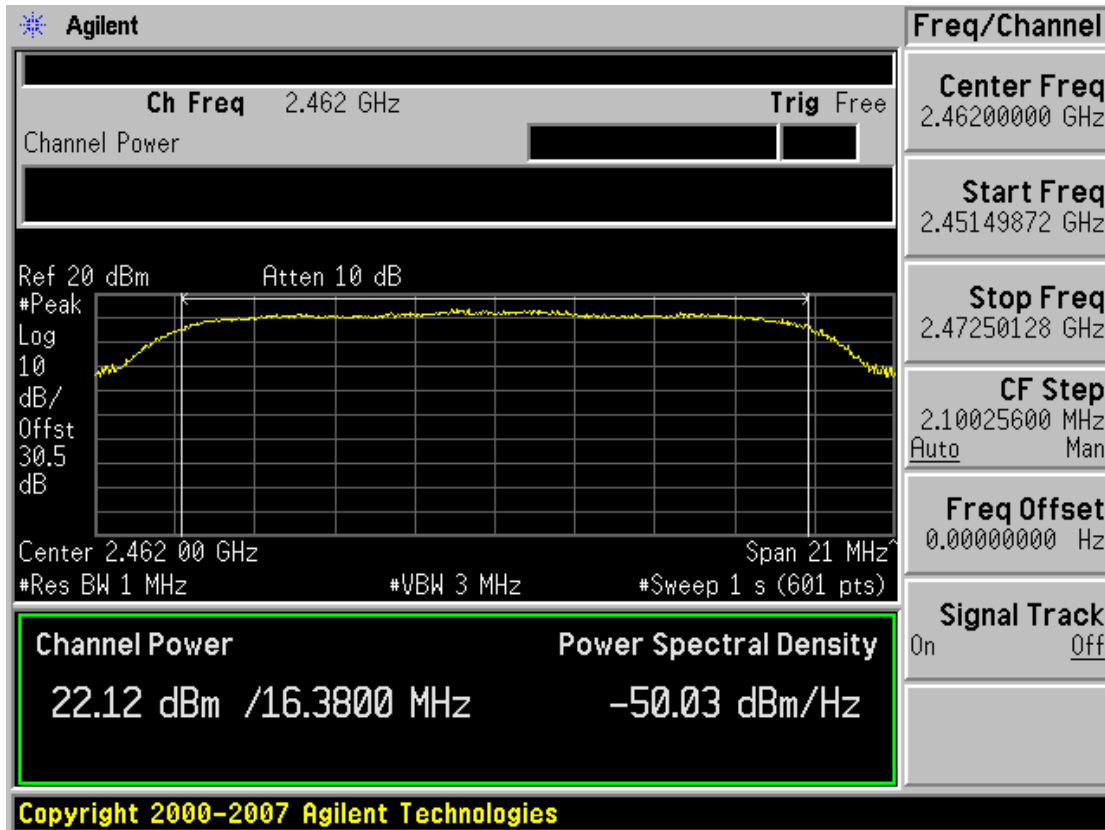 Agilent
Freq/Channel
Ch Freq 2.462 GHz Trig Free
Channel Power
Center Freq
2.46200000 GHz
Start Freq
2.45149872 GHz
Stop Freq
2.47250128 GHz
CF Step
2.10025600 MHz
Auto Man
Freq Offset
0.00000000 Hz
Signal Track
On Off
Ref 20 dBm Atten 10 dB
#Peak
Log
10
dB/
Offst
30.5
dB
Center 2.462 00 GHz Span 21 MHz^
#Res BW 1 MHz #VBW 3 MHz #Sweep 1 s (601 pts)
Channel Power Power Spectral Density
22.12 dBm /16.3800 MHz -50.03 dBm/Hz
Copyright 2000-2007 Agilent Technologies